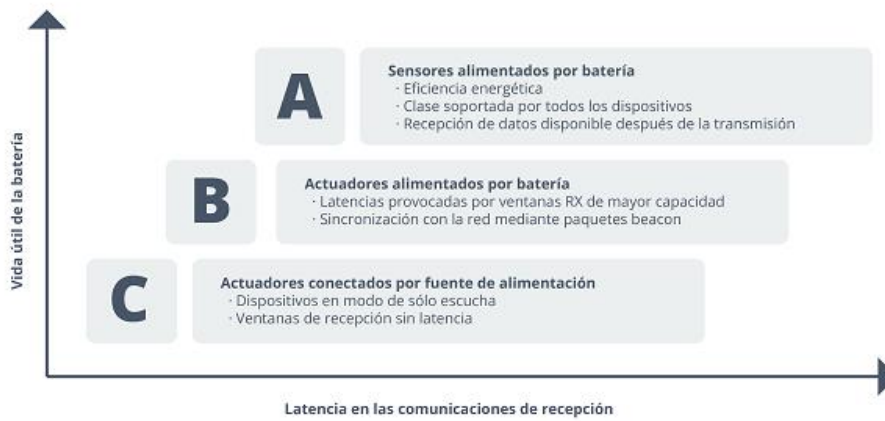 A
Sensores alimentados por batería
· Eficiencia energética
· Clase soportada por todos los dispositivos
· Recepción de datos disponible después de la transmisión
B
Actuadores alimentados por batería
· Latencias provocadas por ventanas RX de mayor capacidad
· Sincronización con la red mediante paquetes beacon
C
Actuadores conectados por fuente de alimentación
· Dispositivos en modo de sólo escucha
· Ventanas de recepción sin latencia
Vida útil de la batería
Latencia en las comunicaciones de recepción